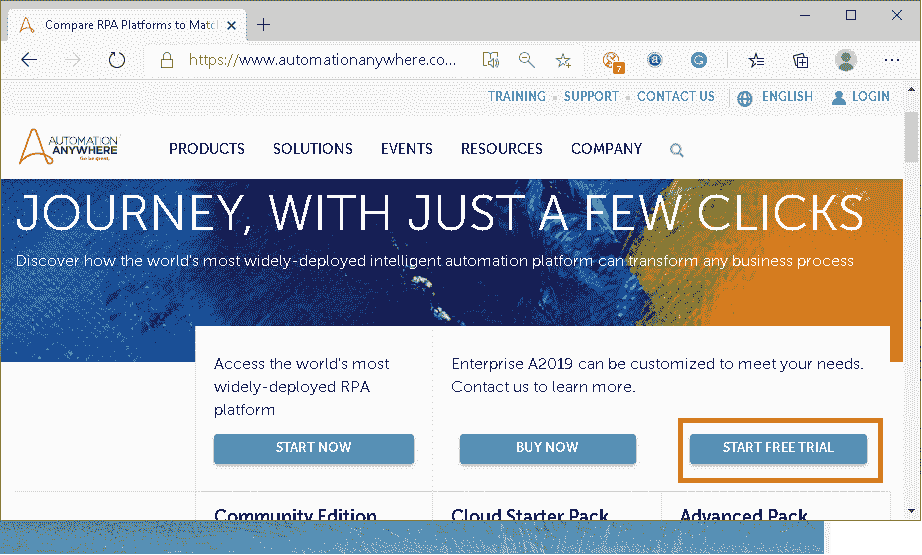 Compare RPA Platforms to Matc
https://www.automationanywhere.co...
7
TRAINING SUPPORT CONTACT US ENGLISH LOGIN
AUTOMATION
ANYWHERE
Go be great.
PRODUCTS SOLUTIONS EVENTS RESOURCES COMPANY
JOURNEY, WITH JUST A FEW CLICKS
Discover how the world's most widely-deployed intelligent automation platform can transform any business process
Access the world's most
widely-deployed RPA
platform
START NOW
Enterprise A2019 can be customized to meet your needs.
Contact us to learn more.
BUY NOW
START FREE TRIAL
Community Edition
Cloud Starter Pack
Advanced Pack